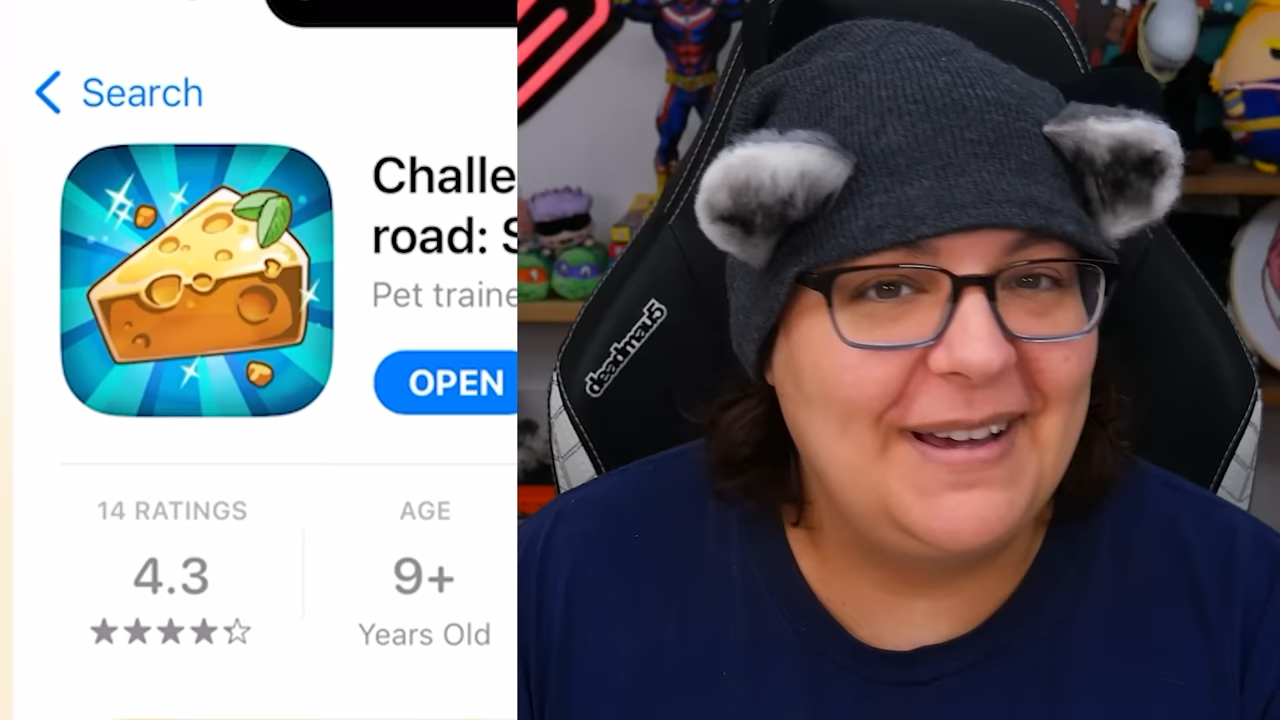 Search
Challe
road: S
Pet traine
OPEN
14 RATINGS
AGE
4.3
9+
Years Old
deadmau5